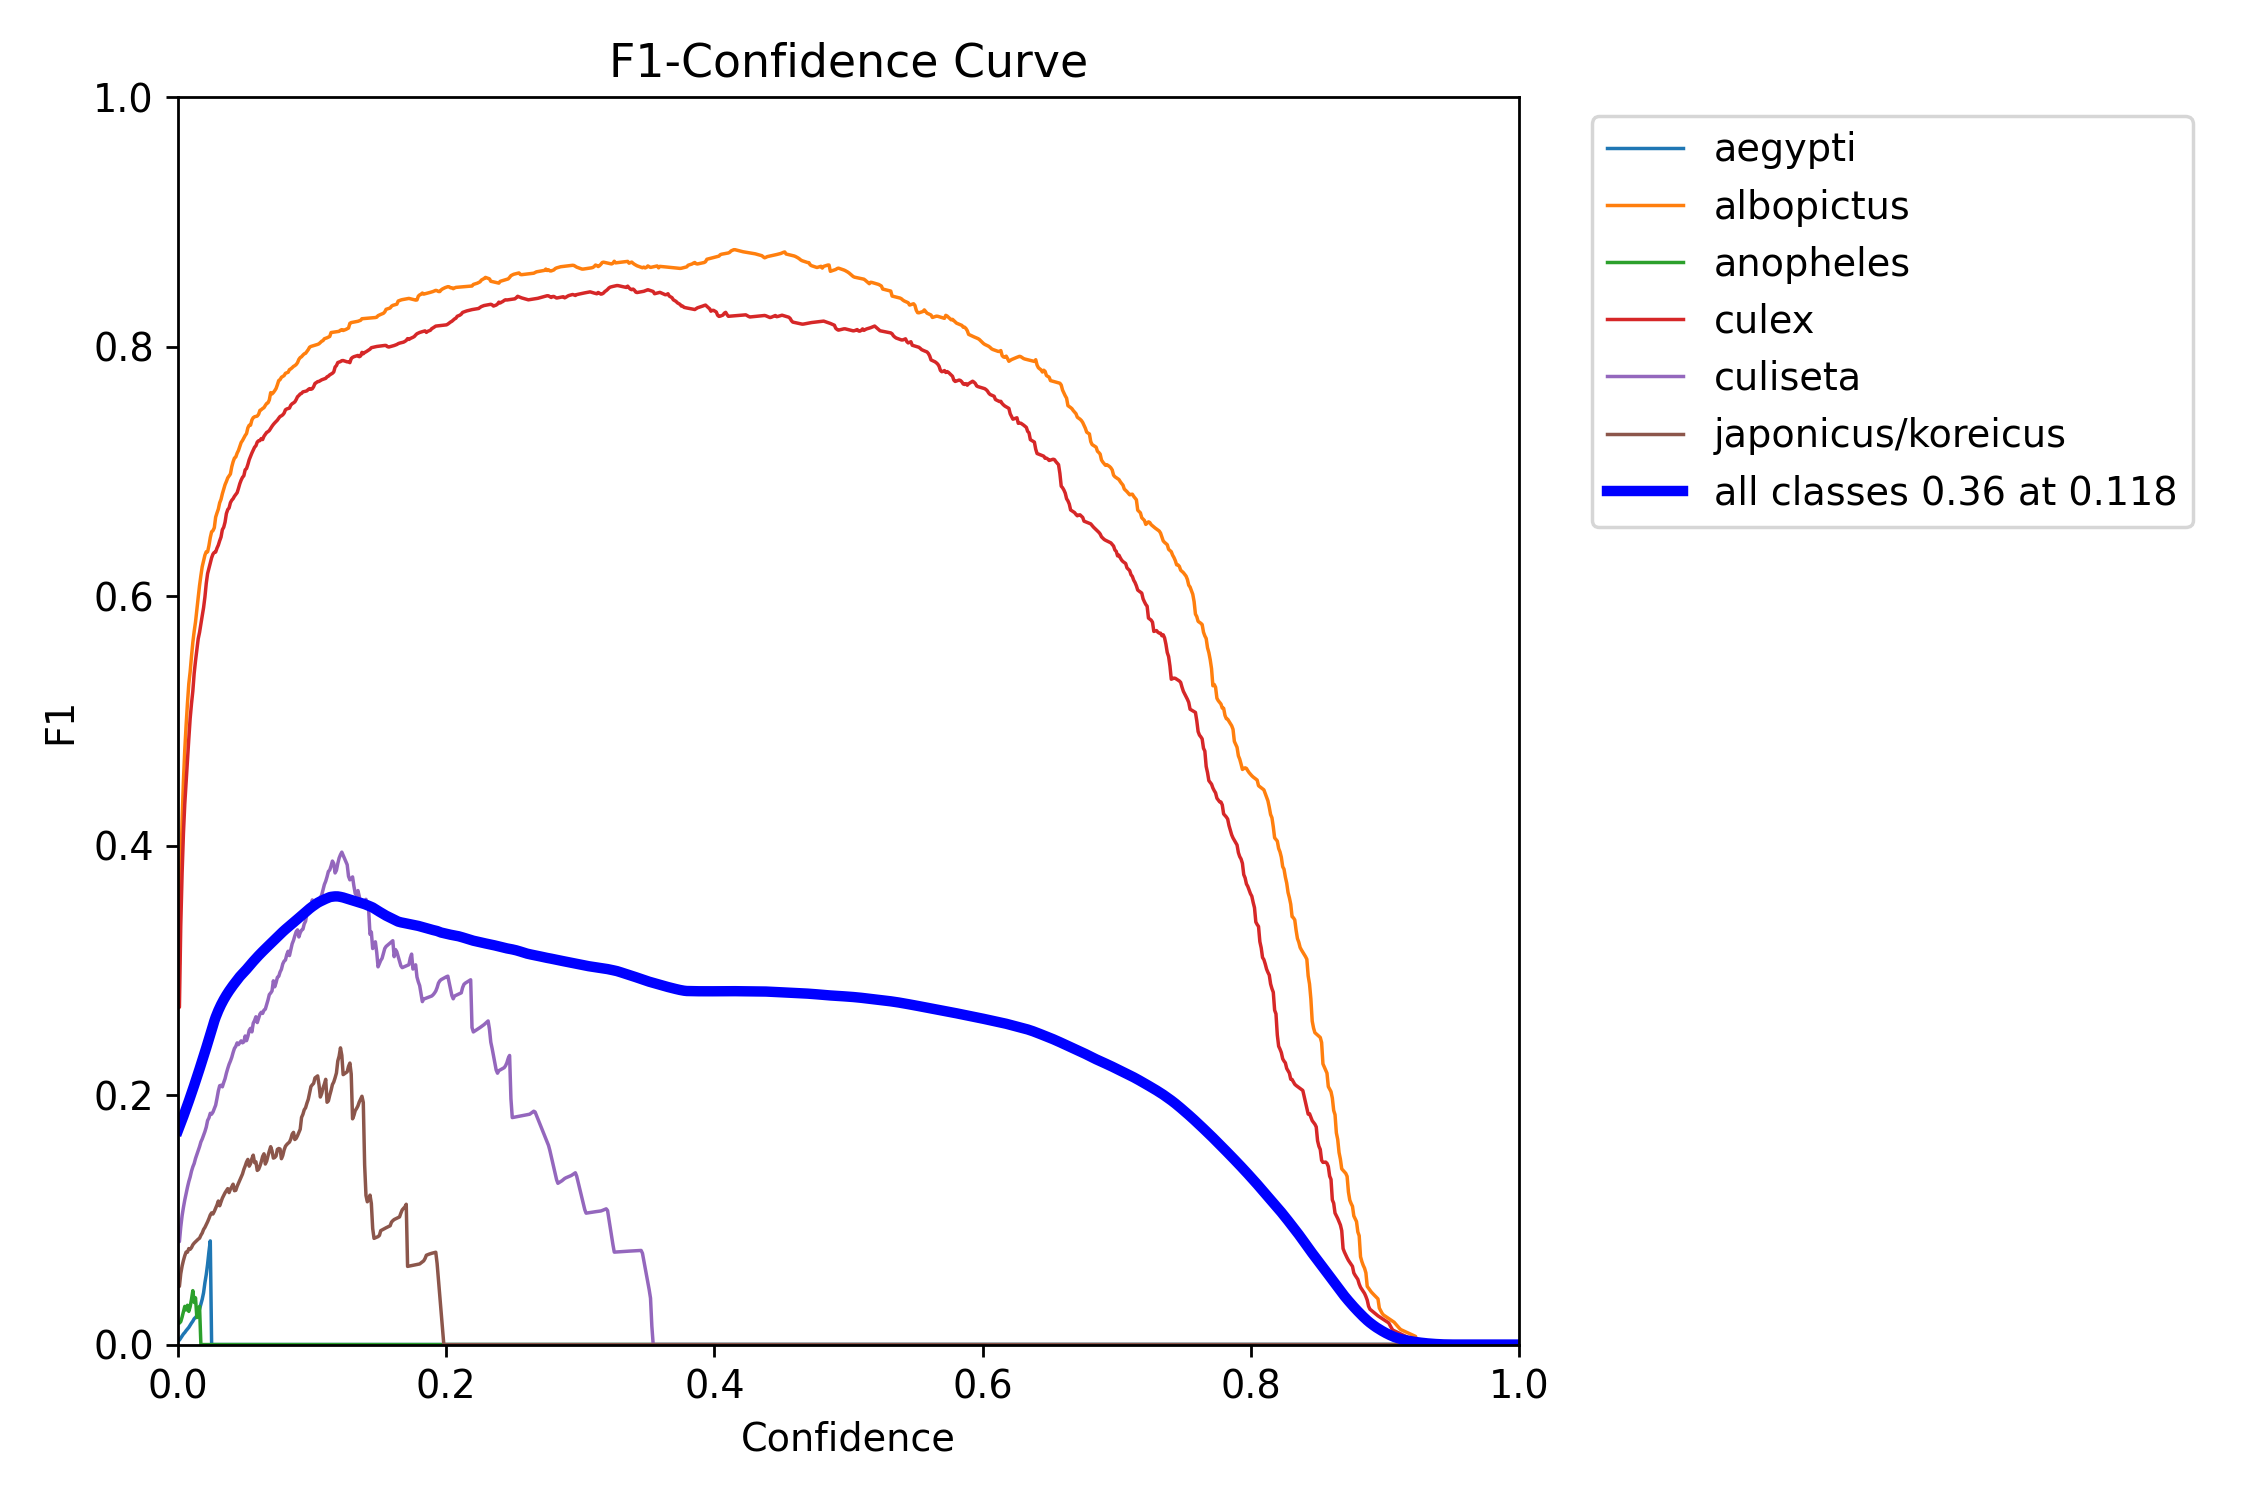 F1-Confidence Curve
1.0
0.8
0.6
0.4
0.2
0.0
F1
0.0 0.2 0.4 0.6 0.8 1.0
Confidence
aegypti
albopictus
anopheles
culex
culiseta
japonicus/koreicus
all classes 0.36 at 0.118